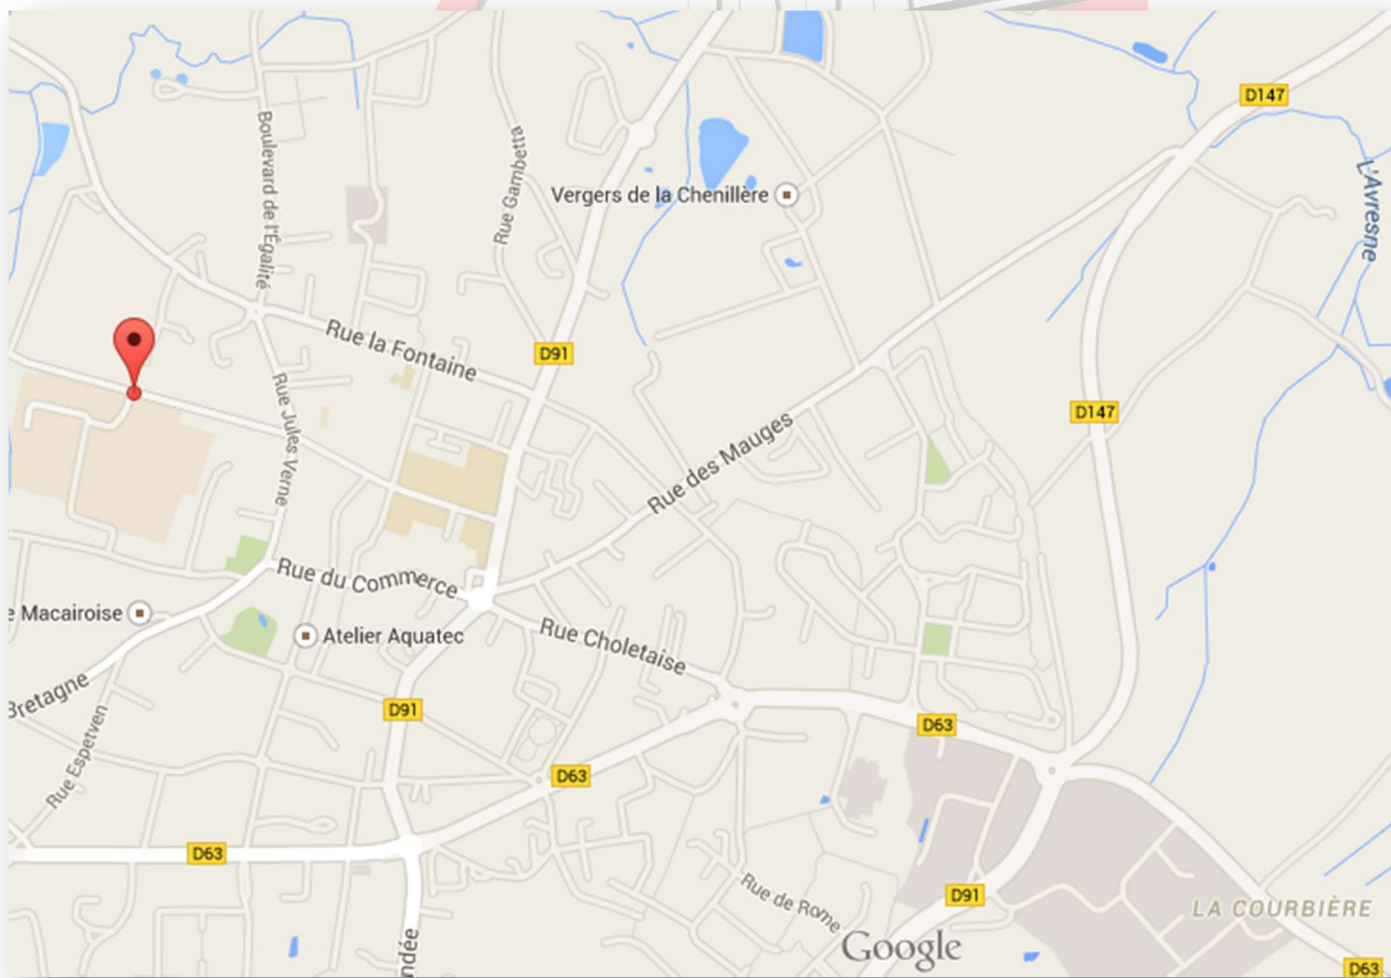 D147
Boulevard de l'Égalité
Rue Gambetta
L'Avresne
Vergers de la Chenillère
Rue la Fontaine
D91
D147
Rue Jules Verne
Rue des Mauges
Rue du Commerce
e Macairoise
Atelier Aquatec
Rue Choletaise
Bretagne
D91
D63
Rue Espetven
D63
D63
Rue de Rome
D91
LA COURBIÈRE
ndée
Google
D63